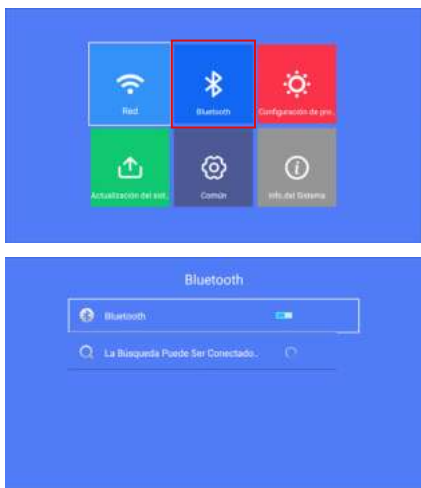 Red
Bluetooth
Configuración de pro..
Actualización del sist..
Común
Info.del Sistema
Bluetooth
Bluetooth
La Búsqueda Puede Ser Conectado..